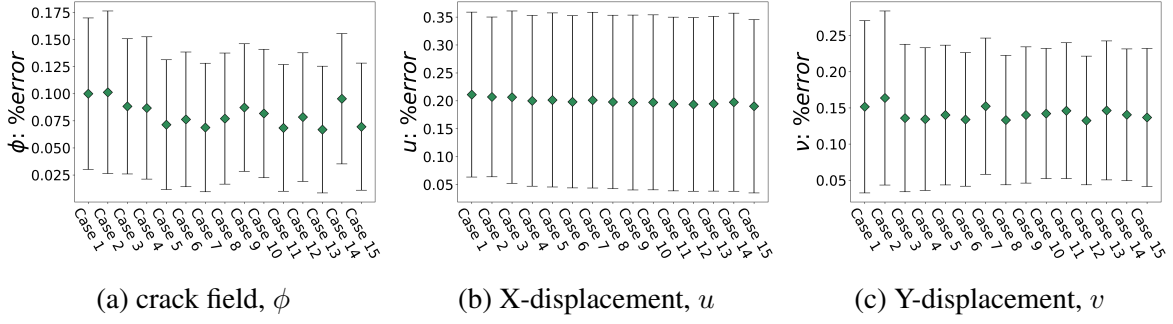 0.175
0.150
0.125
0.100
0.075
0.050
0.025
ϕ: %error
Case 1
Case 2
Case 3
Case 4
Case 5
Case 6
Case 7
Case 8
Case 9
Case 10
Case 11
Case 12
Case 13
Case 14
Case 15
(a) crack field, ϕ
0.35
0.30
0.25
0.20
0.15
0.10
0.05
u: %error
Case 1
Case 2
Case 3
Case 4
Case 5
Case 6
Case 7
Case 8
Case 9
Case 10
Case 11
Case 12
Case 13
Case 14
Case 15
(b) X-displacement, u
0.25
0.20
0.15
0.10
0.05
v: %error
Case 1
Case 2
Case 3
Case 4
Case 5
Case 6
Case 7
Case 8
Case 9
Case 10
Case 11
Case 12
Case 13
Case 14
Case 15
(c) Y-displacement, v